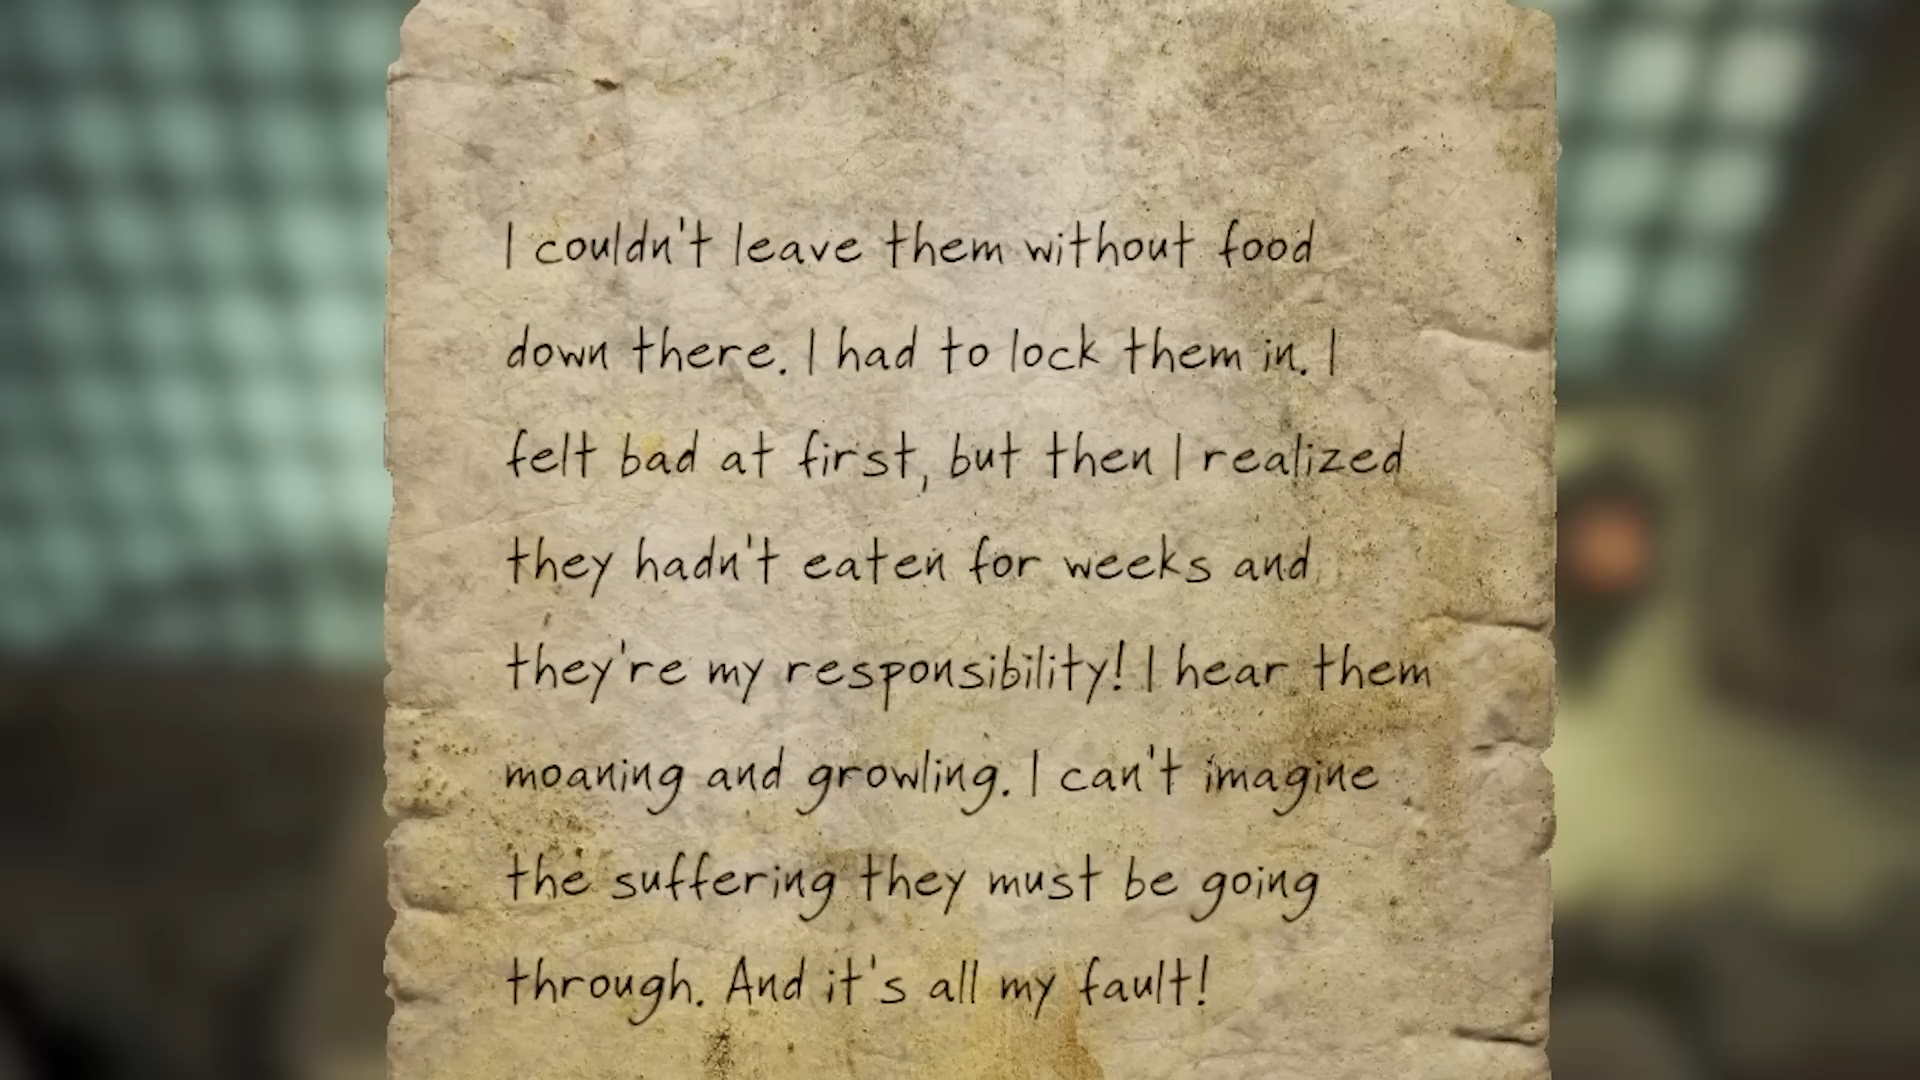 I couldn't leave them without food
down there. I had to lock them in. I
felt bad at first, but then I realized
they hadn't eaten for weeks and
they're my responsibility! I hear them
moaning and growling. I can't imagine
the suffering they must be going
through. And it's all my fault!